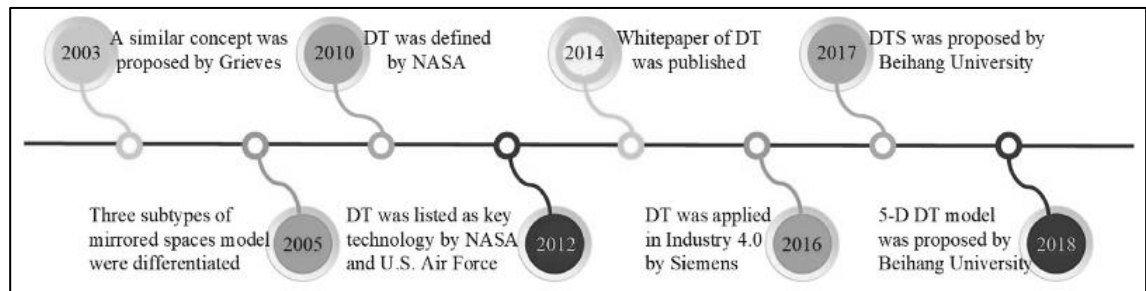 2003
A similar concept was
proposed by Grieves
2010
DT was defined
by NASA
2014
Whitepaper of DT
was published
2017
DTS was proposed by
Beihang University
Three subtypes of
mirrored spaces model
were differentiated
2005
DT was listed as key
technology by NASA
and U.S. Air Force
2012
DT was applied
in Industry 4.0
by Siemens
2016
5-D DT model
was proposed by
Beihang University
2018